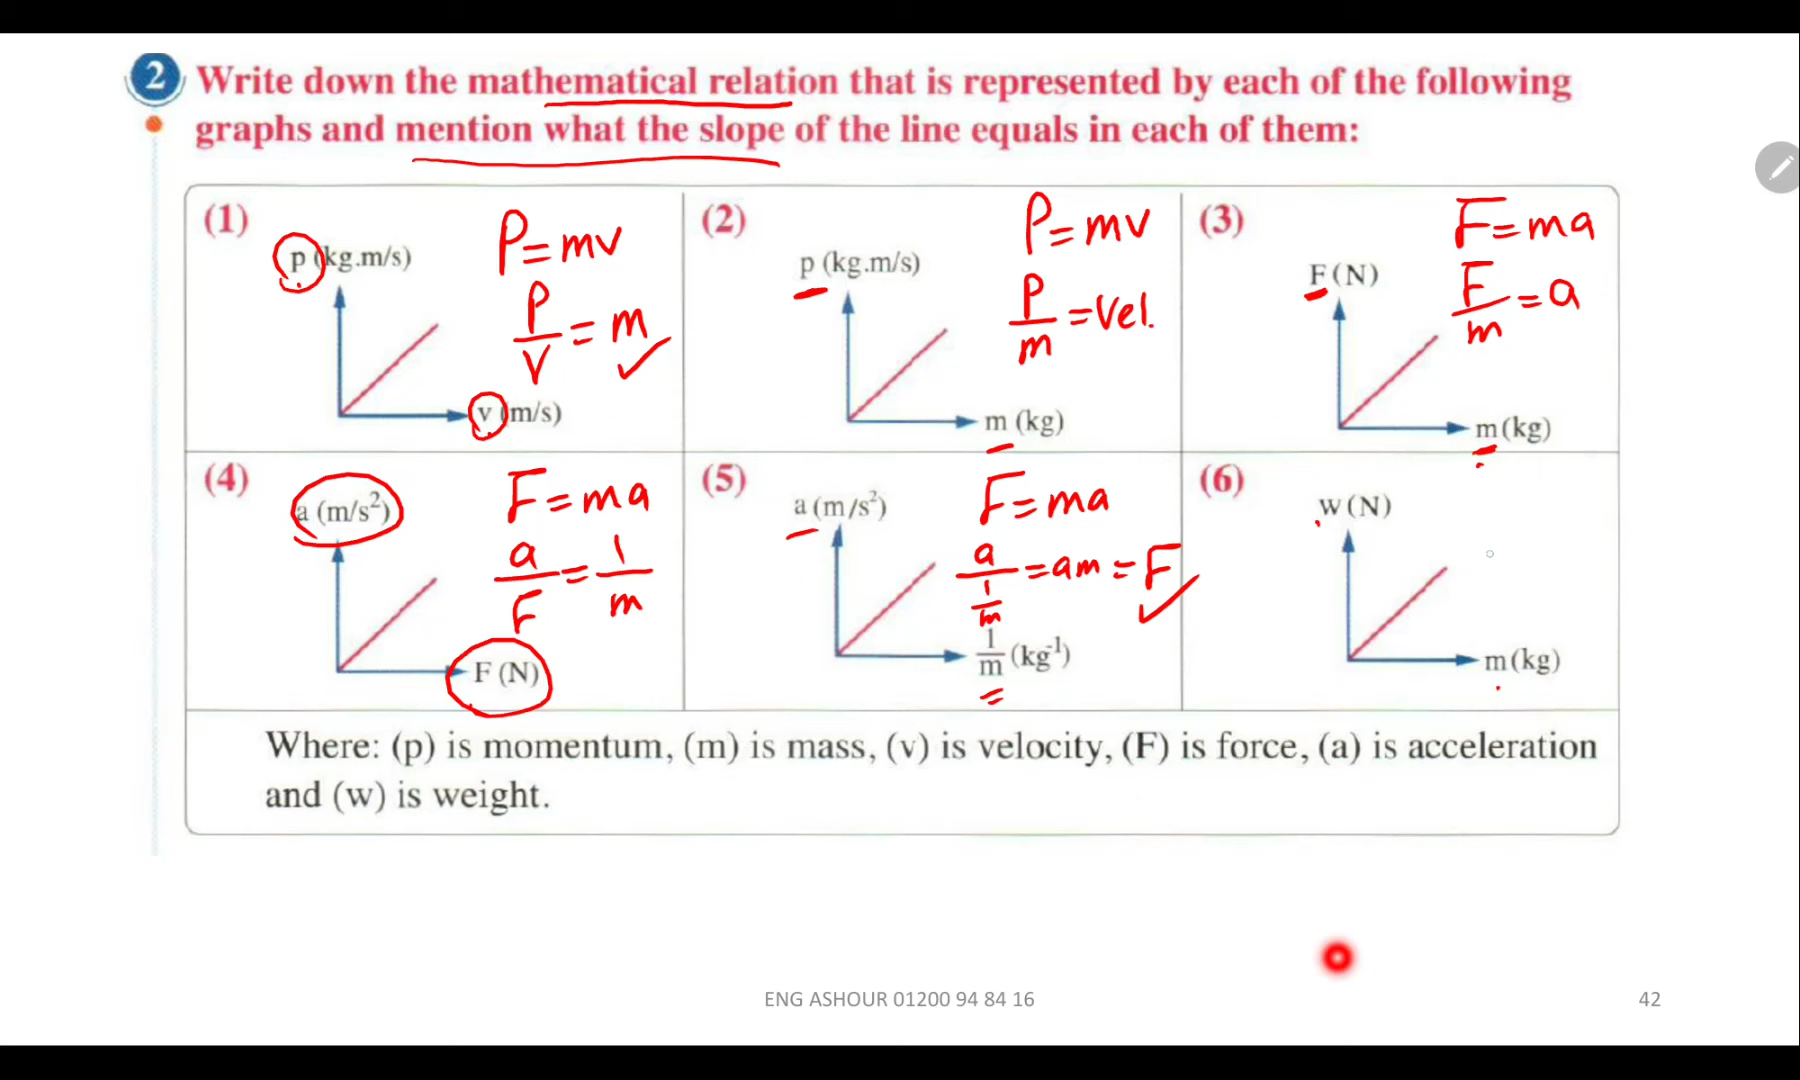 2 Write down the mathematical relation that is represented by each of the following
graphs and mention what the slope of the line equals in each of them:
(1)
p (kg.m/s)
P = mv
P/V = m
v (m/s)
(2)
p (kg.m/s)
P = mv
P/m = Vel.
m (kg)
(3)
F (N)
F = ma
F/m = a
m (kg)
(4)
a (m/s²)
F = ma
a/F = 1/m
F (N)
(5)
a (m/s²)
F = ma
a/(1/m) = am = F
1/m (kg⁻¹)
(6)
w (N)
m (kg)
Where: (p) is momentum, (m) is mass, (v) is velocity, (F) is force, (a) is acceleration
and (w) is weight.
ENG ASHOUR 01200 94 84 16
42